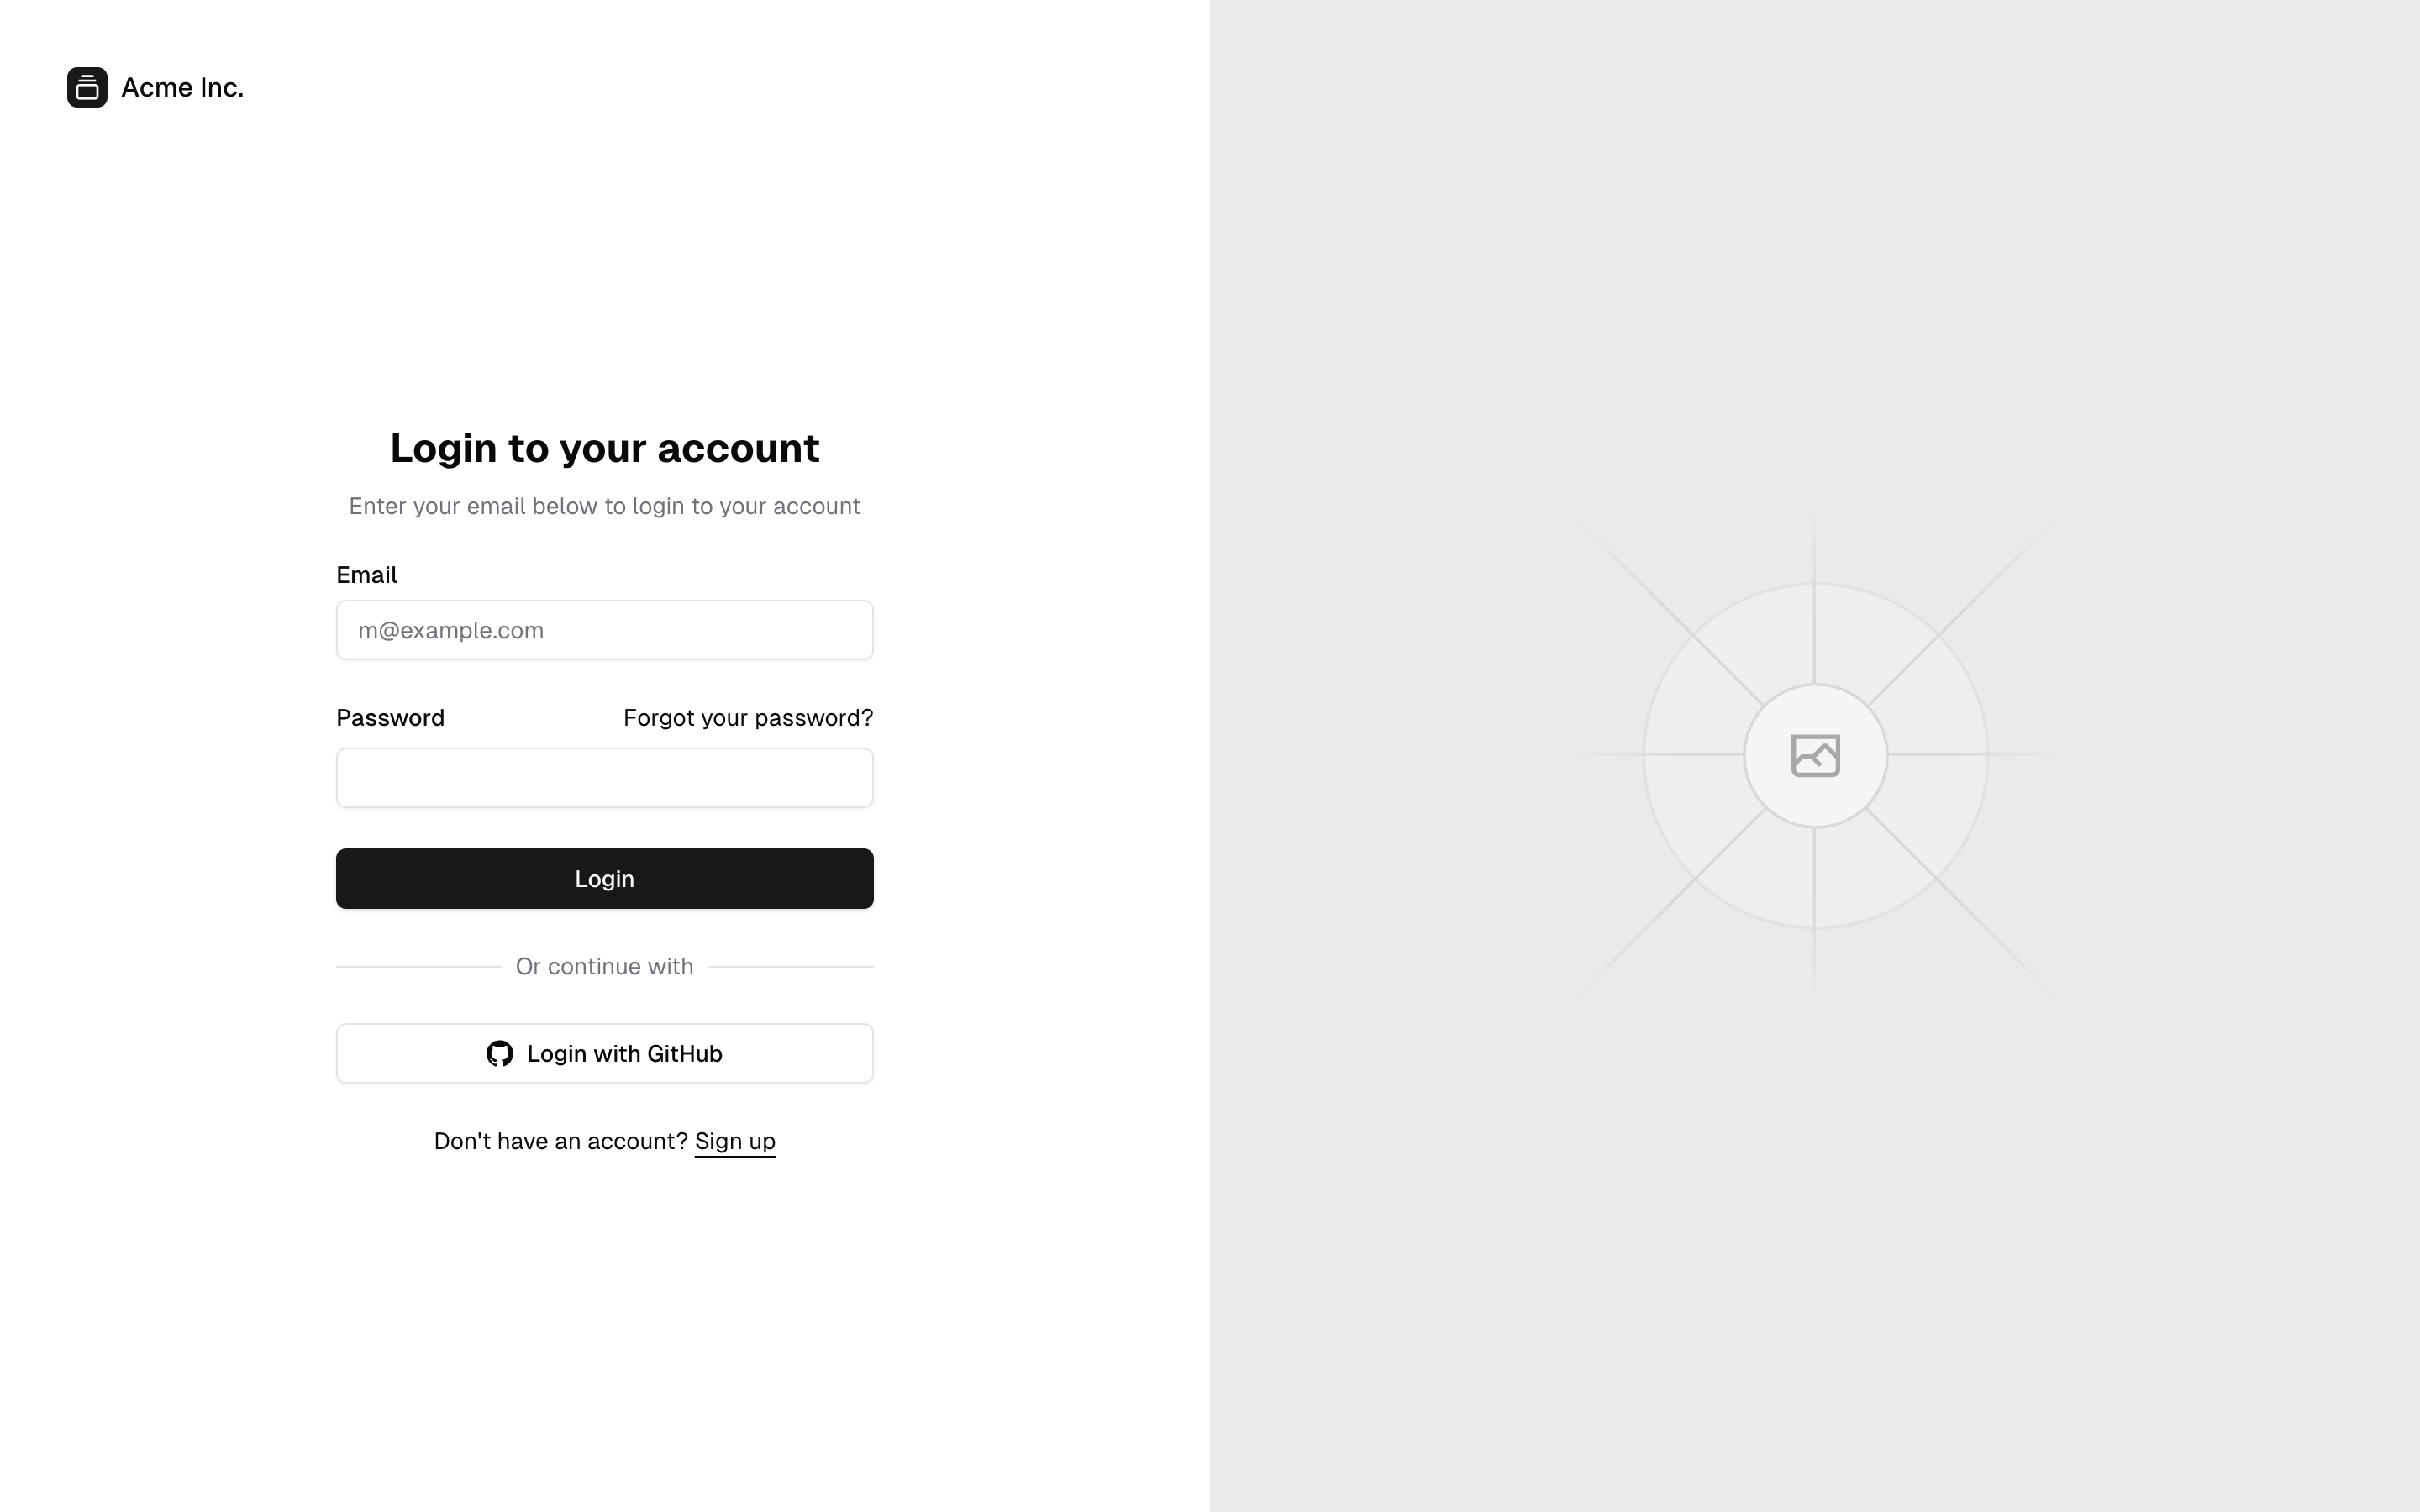 Acme Inc.
Login to your account
Enter your email below to login to your account
Email
m@example.com
Password
Forgot your password?
Login
Or continue with
Login with GitHub
Don't have an account? Sign up